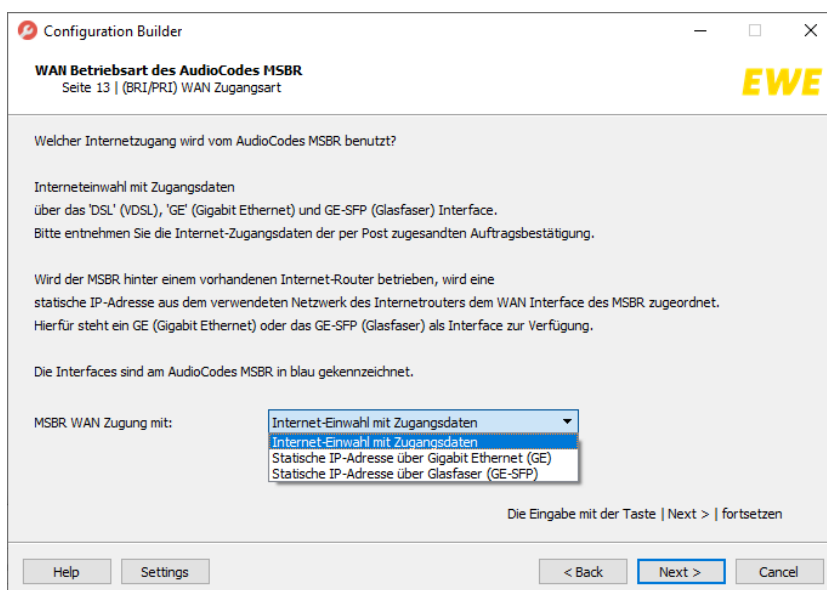 Configuration Builder
WAN Betriebsart des AudioCodes MSBR
Seite 13 | (BRI/PRI) WAN Zugangsart
EWE
Welcher Internetzugang wird vom AudioCodes MSBR benutzt?
Interneteinwahl mit Zugangsdaten
über das 'DSL' (VDSL), 'GE' (Gigabit Ethernet) und GE-SFP (Glasfaser) Interface.
Bitte entnehmen Sie die Internet-Zugangsdaten der per Post zugesandten Auftragsbestätigung.
Wird der MSBR hinter einem vorhandenen Internet-Router betrieben, wird eine
statische IP-Adresse aus dem verwendeten Netzwerk des Internetrouters dem WAN Interface des MSBR zugeordnet.
Hierfür steht ein GE (Gigabit Ethernet) oder das GE-SFP (Glasfaser) als Interface zur Verfügung.
Die Interfaces sind am AudioCodes MSBR in blau gekennzeichnet.
MSBR WAN Zugung mit: Internet-Einwahl mit Zugangsdaten
Internet-Einwahl mit Zugangsdaten
Statische IP-Adresse über Gigabit Ethernet (GE)
Statische IP-Adresse über Glasfaser (GE-SFP)
Die Eingabe mit der Taste | Next > | fortsetzen
Help Settings < Back Next > Cancel